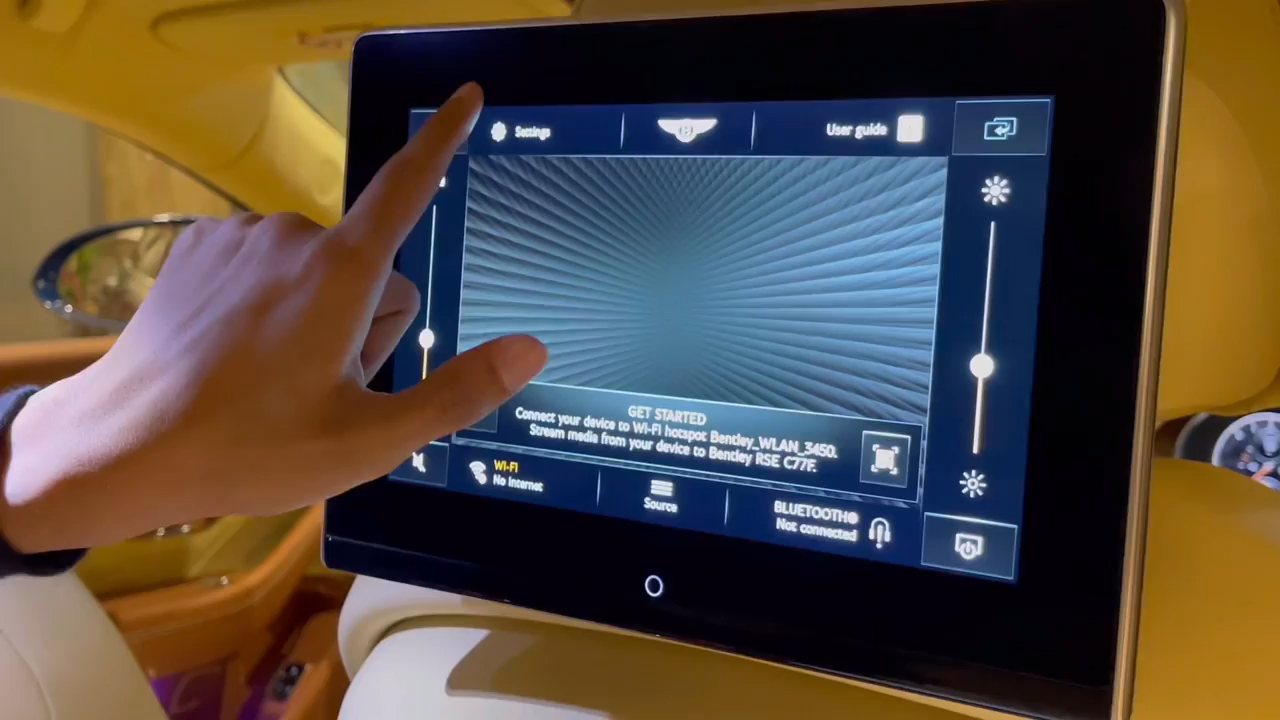 Settings
B
User guide
GET STARTED
Connect your device to Wi-Fi hotspot Bentley_WLAN_3450.
Stream media from your device to Bentley RSE C77F.
WI-FI
No internet
Source
BLUETOOTH®
Not connected